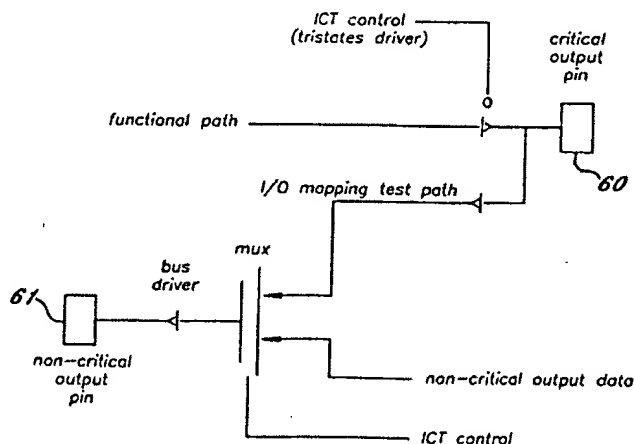 ICT control
(tristates driver)
critical
output
pin
functional path
60
I/O mapping test path
mux
bus
driver
61
non-critical
output
pin
non-critical output data
ICT control